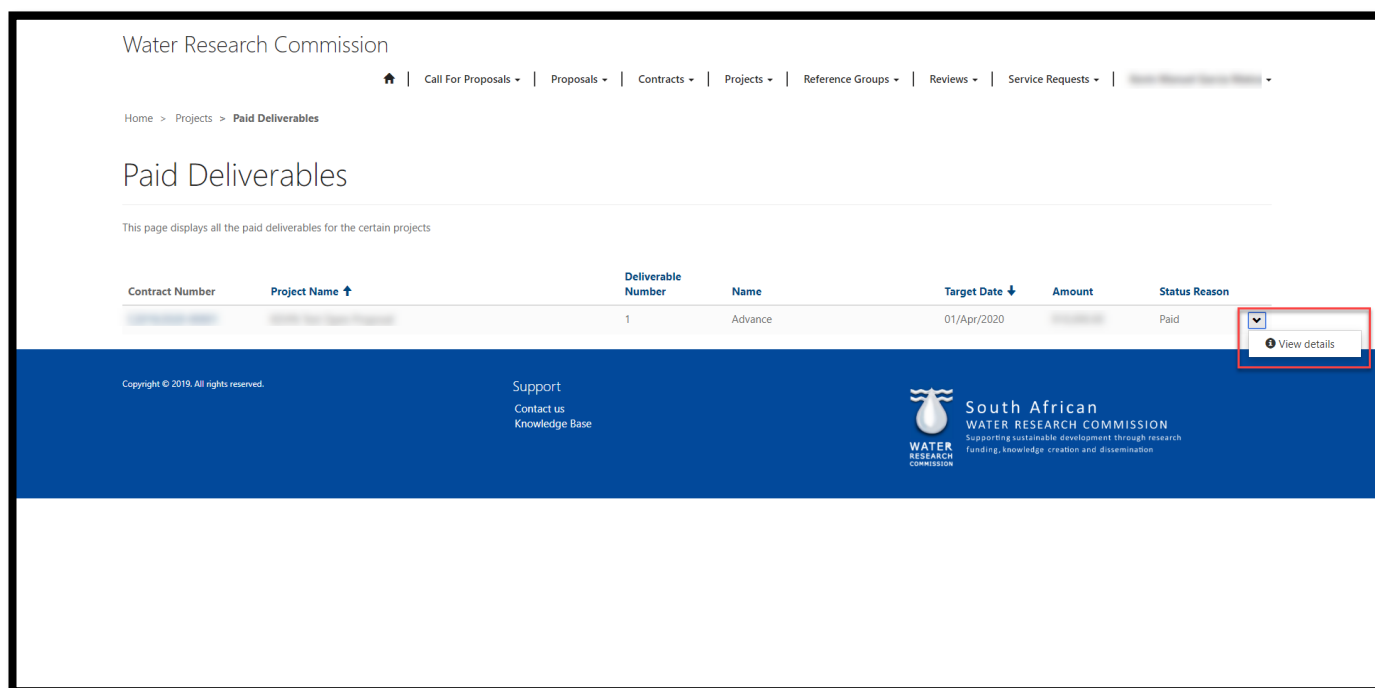 Water Research Commission
Call For Proposals
Proposals
Contracts
Projects
Reference Groups
Reviews
Service Requests
Home > Projects > Paid Deliverables
Paid Deliverables
This page displays all the paid deliverables for the certain projects
Contract Number Project Name Deliverable Number Name Target Date Amount Status Reason
1 Advance 01/Apr/2020 Paid
View details
Copyright © 2019. All rights reserved.
Support
Contact us
Knowledge Base
WATER
RESEARCH
COMMISSION
South African
WATER RESEARCH COMMISSION
Supporting sustainable development through research
funding, knowledge creation and dissemination